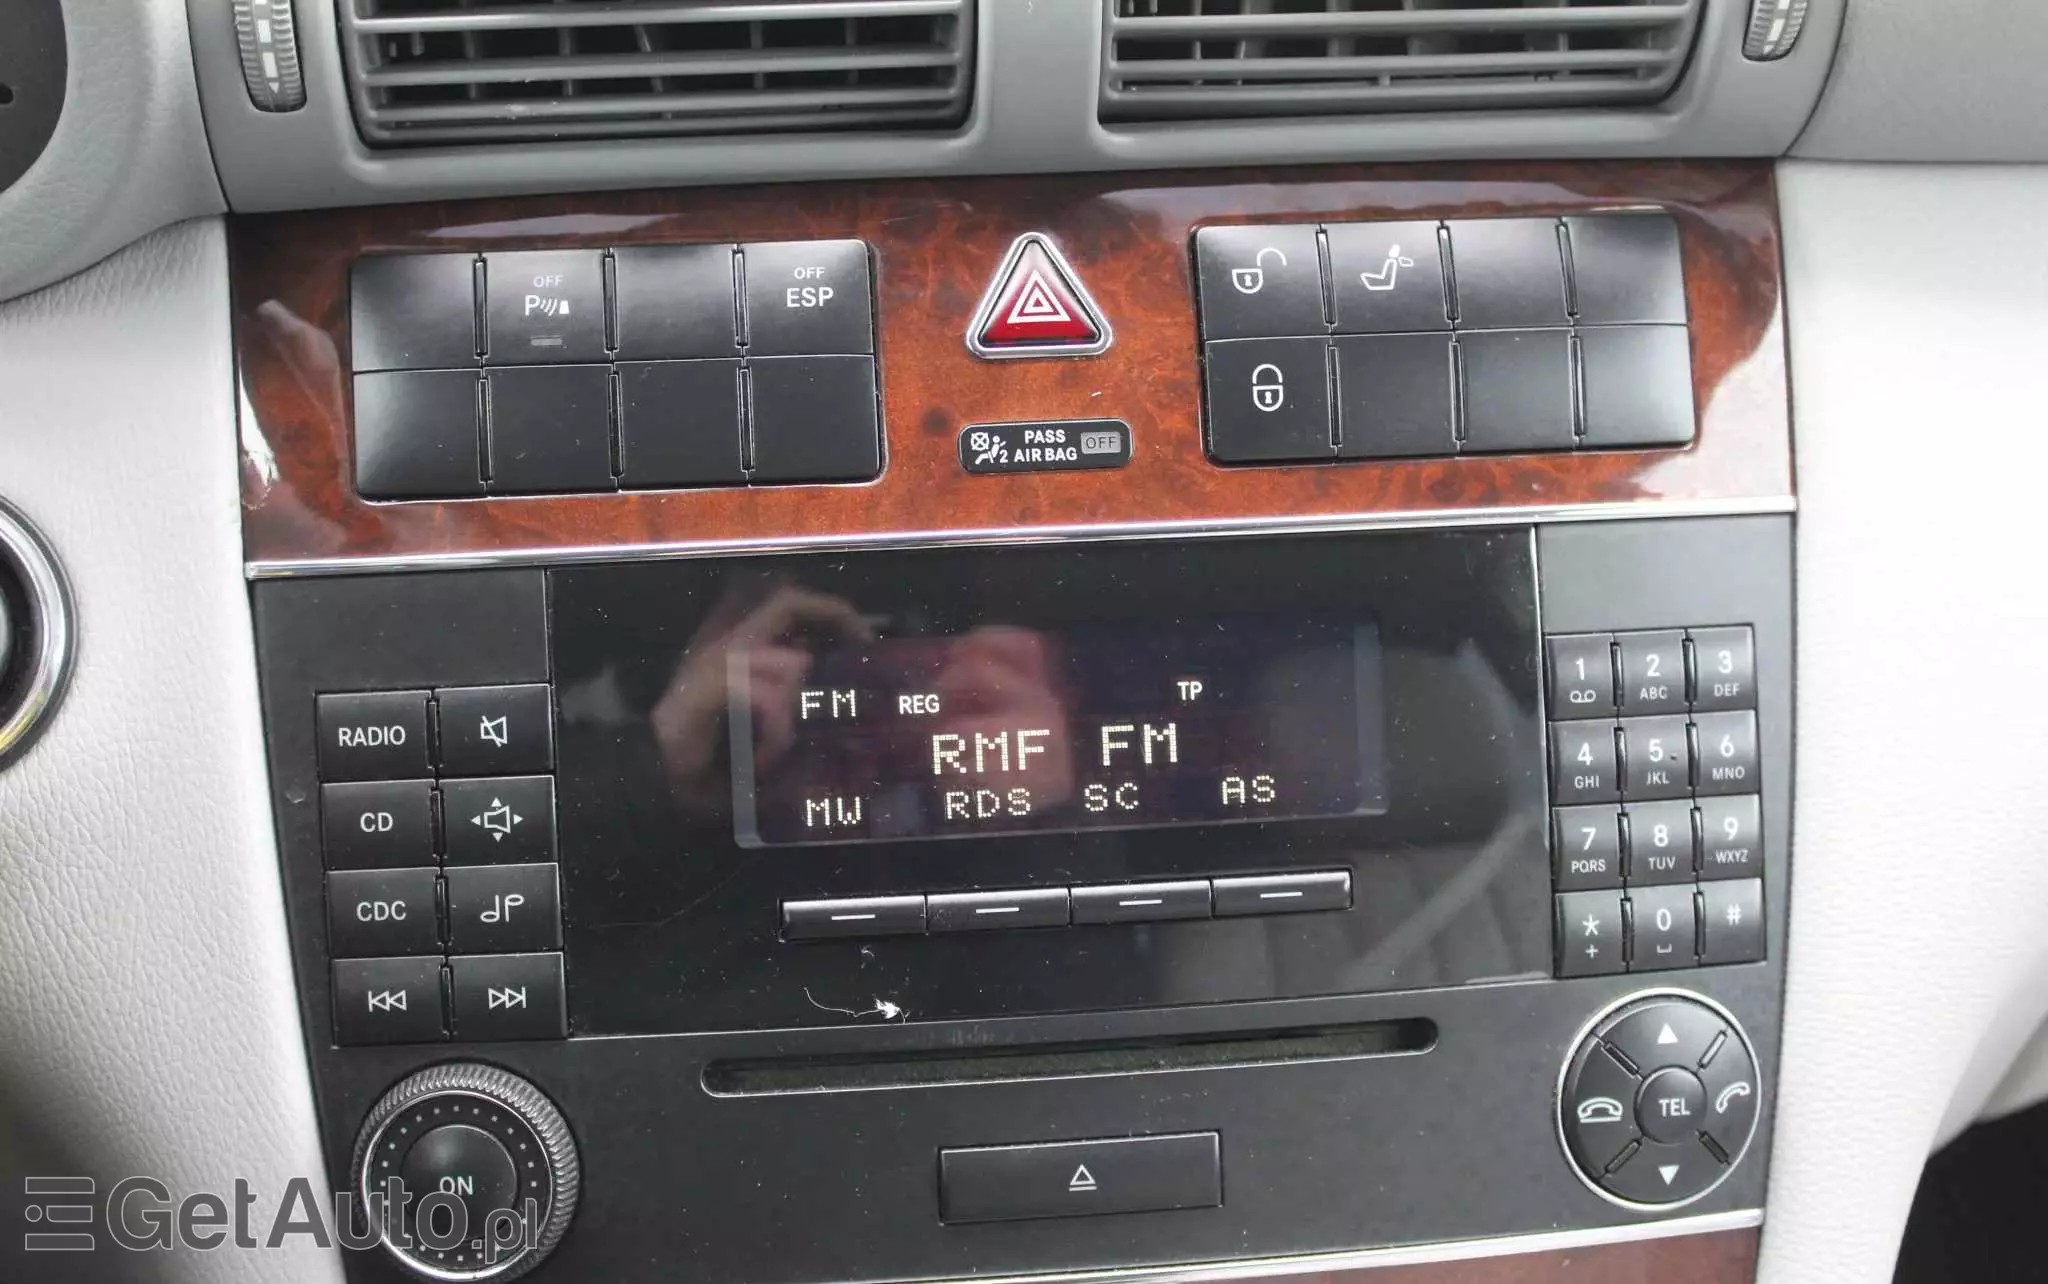 OFF
P
OFF
ESP
PASS
2 AIR BAG OFF
FM REG TP
RMF FM
MW RDS SC AS
RADIO
CD
CDC
ON
1
2 ABC
3 DEF
4 GHI
5 JKL
6 MNO
7 PQRS
8 TUV
9 WXYZ
* +
0
#
TEL
GetAuto.pl